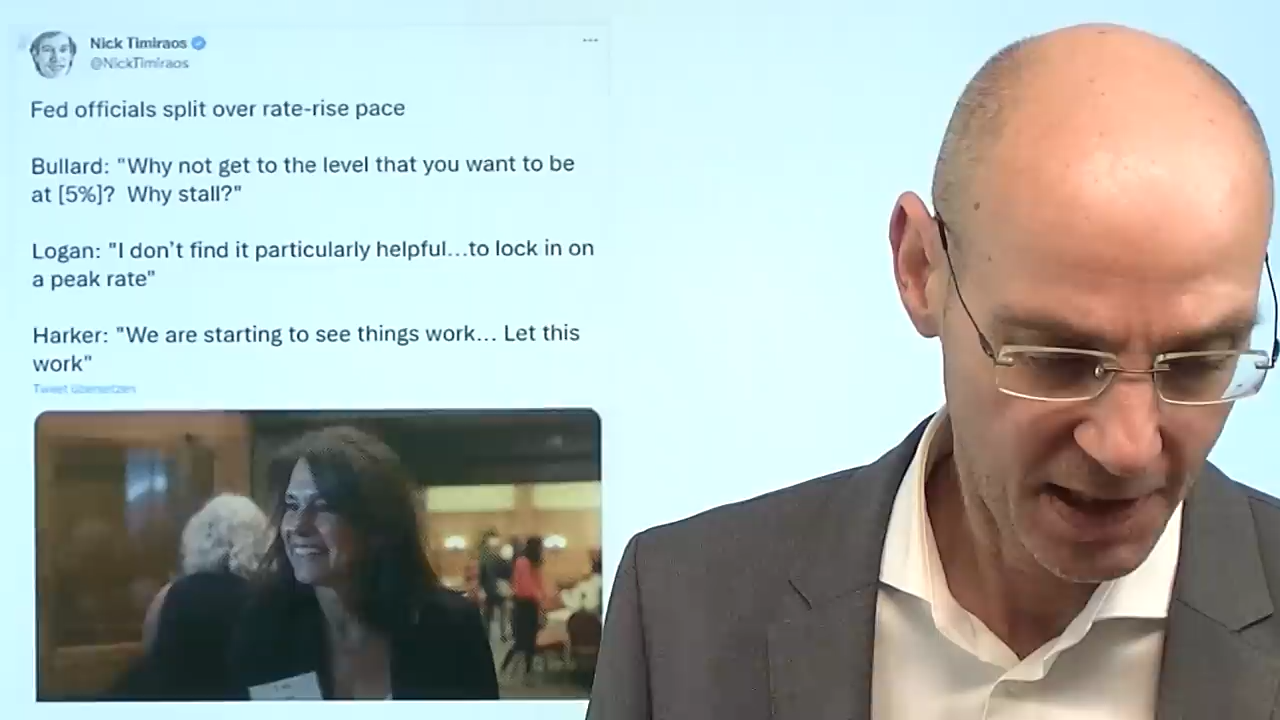 Nick Timiraos
@NickTimiraos
Fed officials split over rate-rise pace
Bullard: "Why not get to the level that you want to be
at [5%]?  Why stall?"
Logan: "I don't find it particularly helpful...to lock in on
a peak rate"
Harker: "We are starting to see things work... Let this
work"
Tweet übersetzen